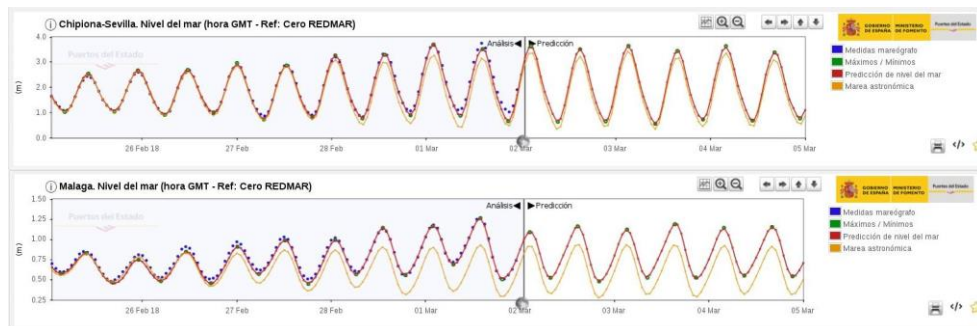 Chipiona-Sevilla. Nivel del mar (hora GMT - Ref: Cero REDMAR)
Puertos del Estado
Análisis Predicción
4.0
3.0
2.0
1.0
0.0
(m)
26 Feb 18
27 Feb
28 Feb
01 Mar
02 Mar
03 Mar
04 Mar
05 Mar
GOBIERNO DE ESPAÑA
MINISTERIO DE FOMENTO
Puertos del Estado
Medidas mareógrafo
Máximos / Mínimos
Predicción de nivel del mar
Marea astronómica
</>
Malaga. Nivel del mar (hora GMT - Ref: Cero REDMAR)
Puertos del Estado
Análisis Predicción
1.50
1.25
1.00
0.75
0.50
0.25
(m)
26 Feb 18
27 Feb
28 Feb
01 Mar
02 Mar
03 Mar
04 Mar
05 Mar
GOBIERNO DE ESPAÑA
MINISTERIO DE FOMENTO
Puertos del Estado
Medidas mareógrafo
Máximos / Mínimos
Predicción de nivel del mar
Marea astronómica
</>